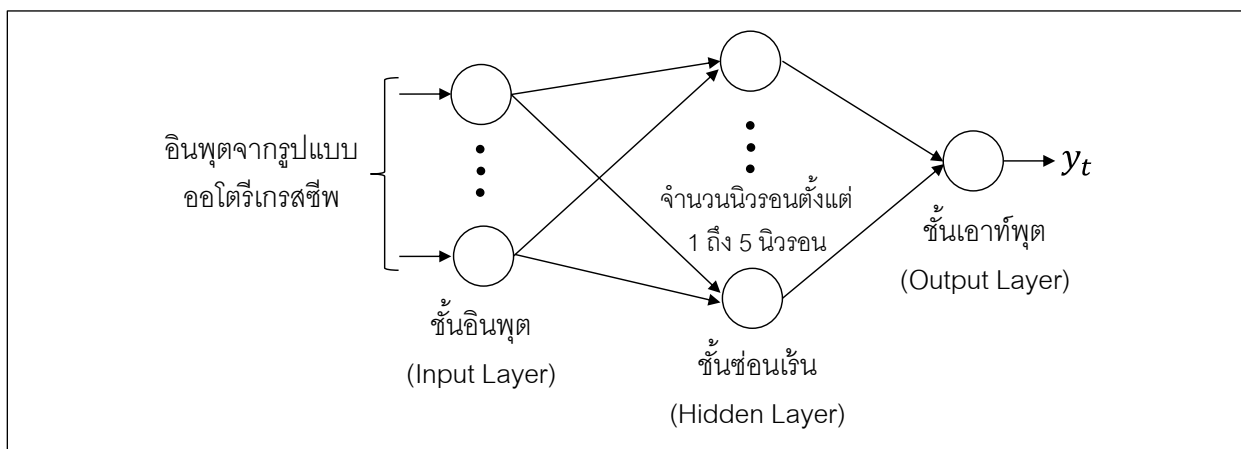 อินพุตจากรูปแบบ
ออโตรีเกรสซีพ
ชั้นอินพุต
(Input Layer)
จำนวนนิวรอนตั้งแต่
1 ถึง 5 นิวรอน
ชั้นซ่อนเร้น
(Hidden Layer)
y_t
ชั้นเอาท์พุต
(Output Layer)